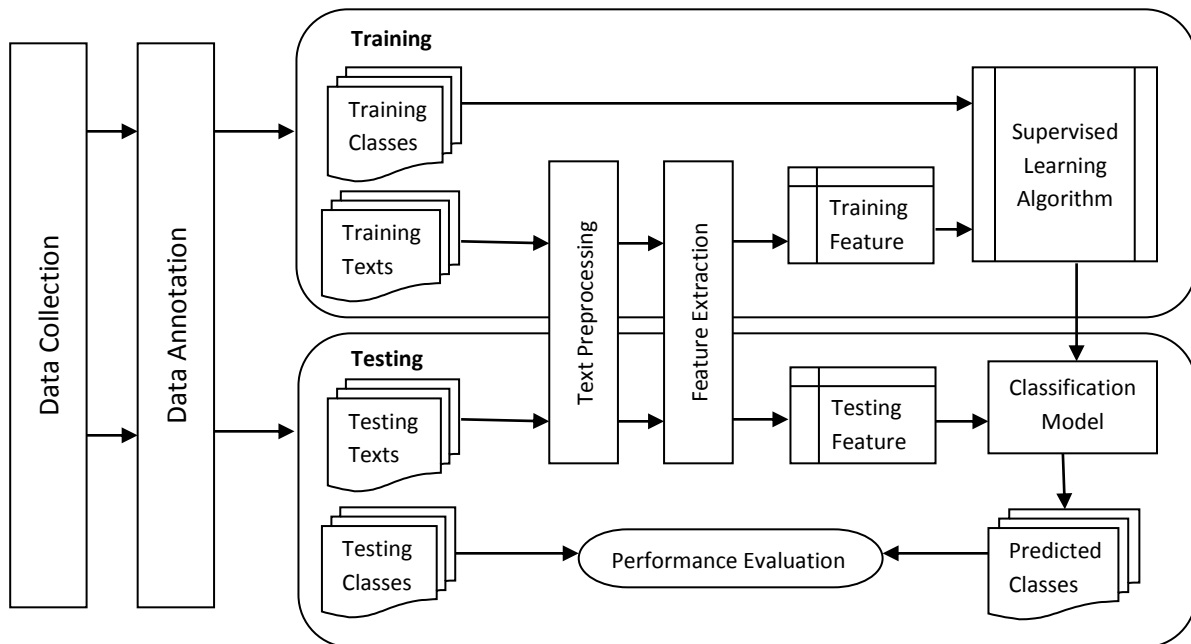 Data Collection
Data Annotation
Training
Training
Classes
Training
Texts
Text Preprocessing
Feature Extraction
Training
Feature
Supervised
Learning
Algorithm
Testing
Testing
Texts
Testing
Feature
Classification
Model
Testing
Classes
Performance Evaluation
Predicted
Classes